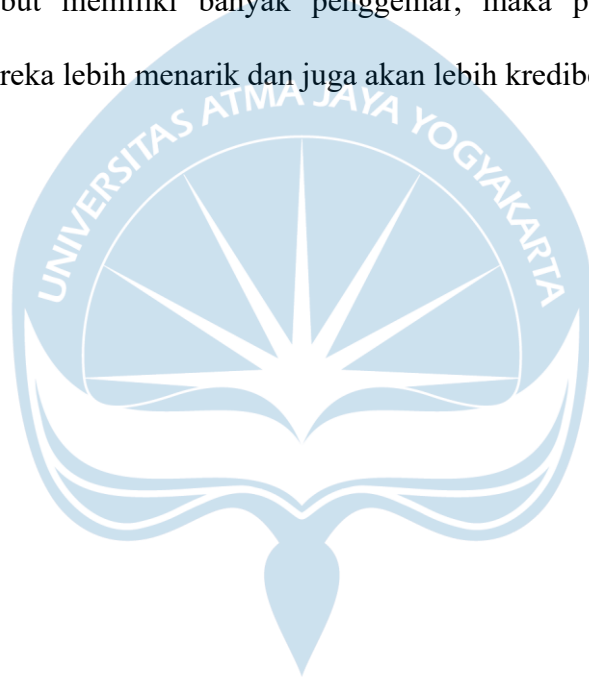 but memiliki banyak penggemar, maka p
reka lebih menarik dan juga akan lebih kredib
UNIVERSITAS ATMA JAYA YOGYAKARTA